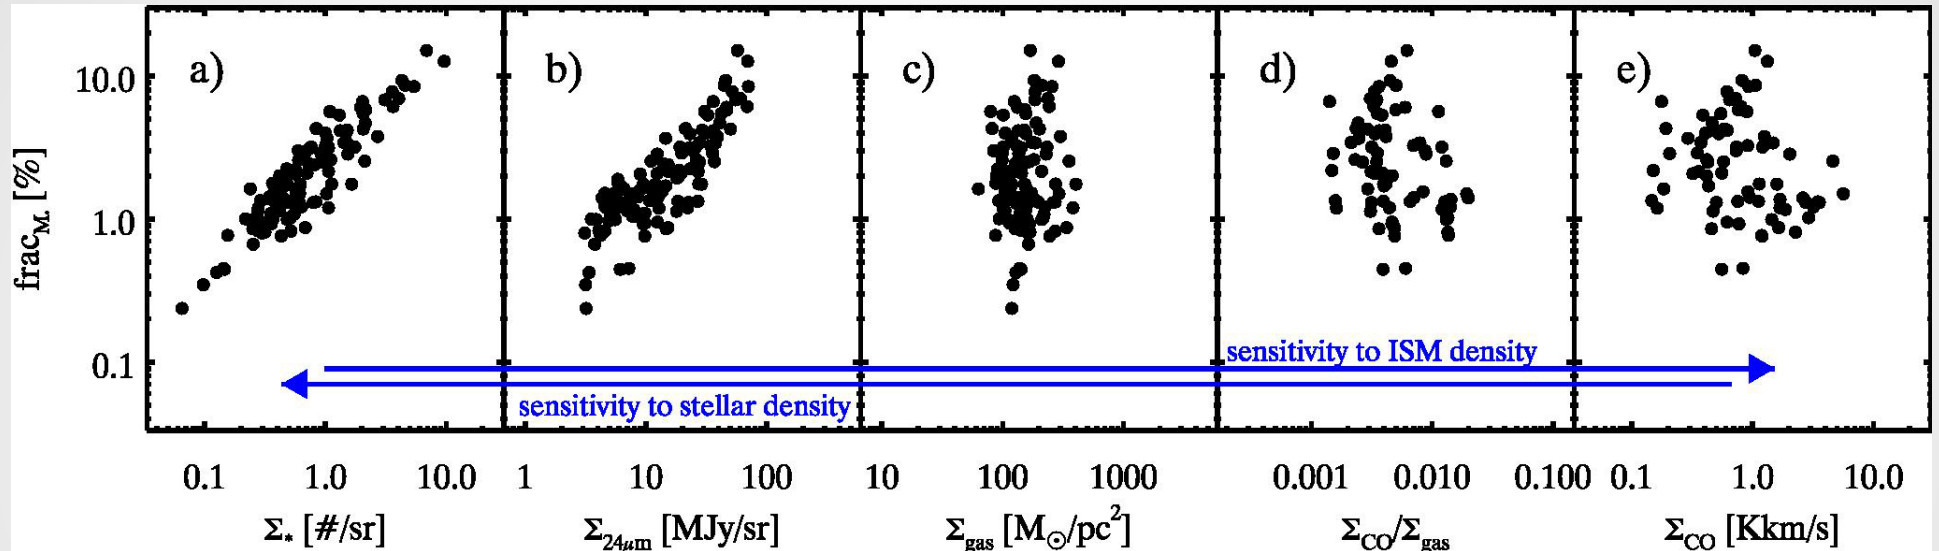 a) b) c) d) e)
10.0
1.0
0.1
frac_M* [%]
sensitivity to ISM density
sensitivity to stellar density
0.1 1.0 10.0 1 10 100 10 100 1000 0.001 0.010 0.100 0.1 1.0 10.0
Σ* [#/sr] Σ24μm [MJy/sr] Σgas [M⊙/pc²] ΣCO/Σgas ΣCO [Kkm/s]